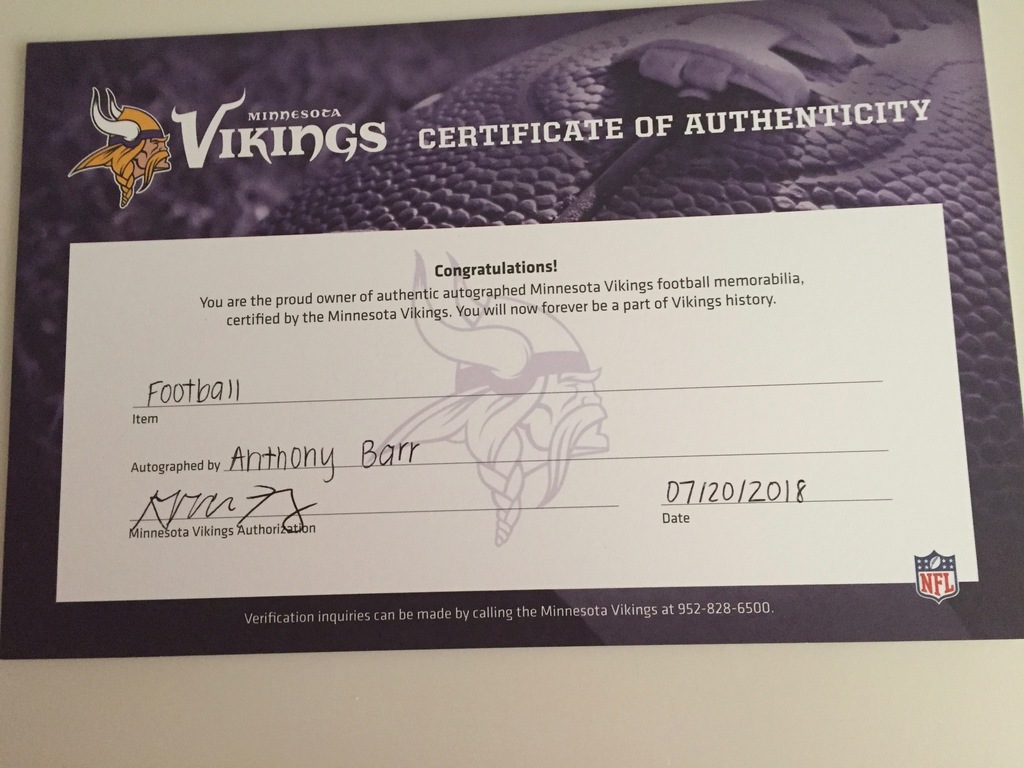 MINNESOTA
VIKINGS CERTIFICATE OF AUTHENTICITY
Congratulations!
You are the proud owner of authentic autographed Minnesota Vikings football memorabilia,
certified by the Minnesota Vikings. You will now forever be a part of Vikings history.
Football
Item
Autographed by Anthony Barr
07/20/2018
Minnesota Vikings Authorization
Date
NFL
Verification inquiries can be made by calling the Minnesota Vikings at 952-828-6500.